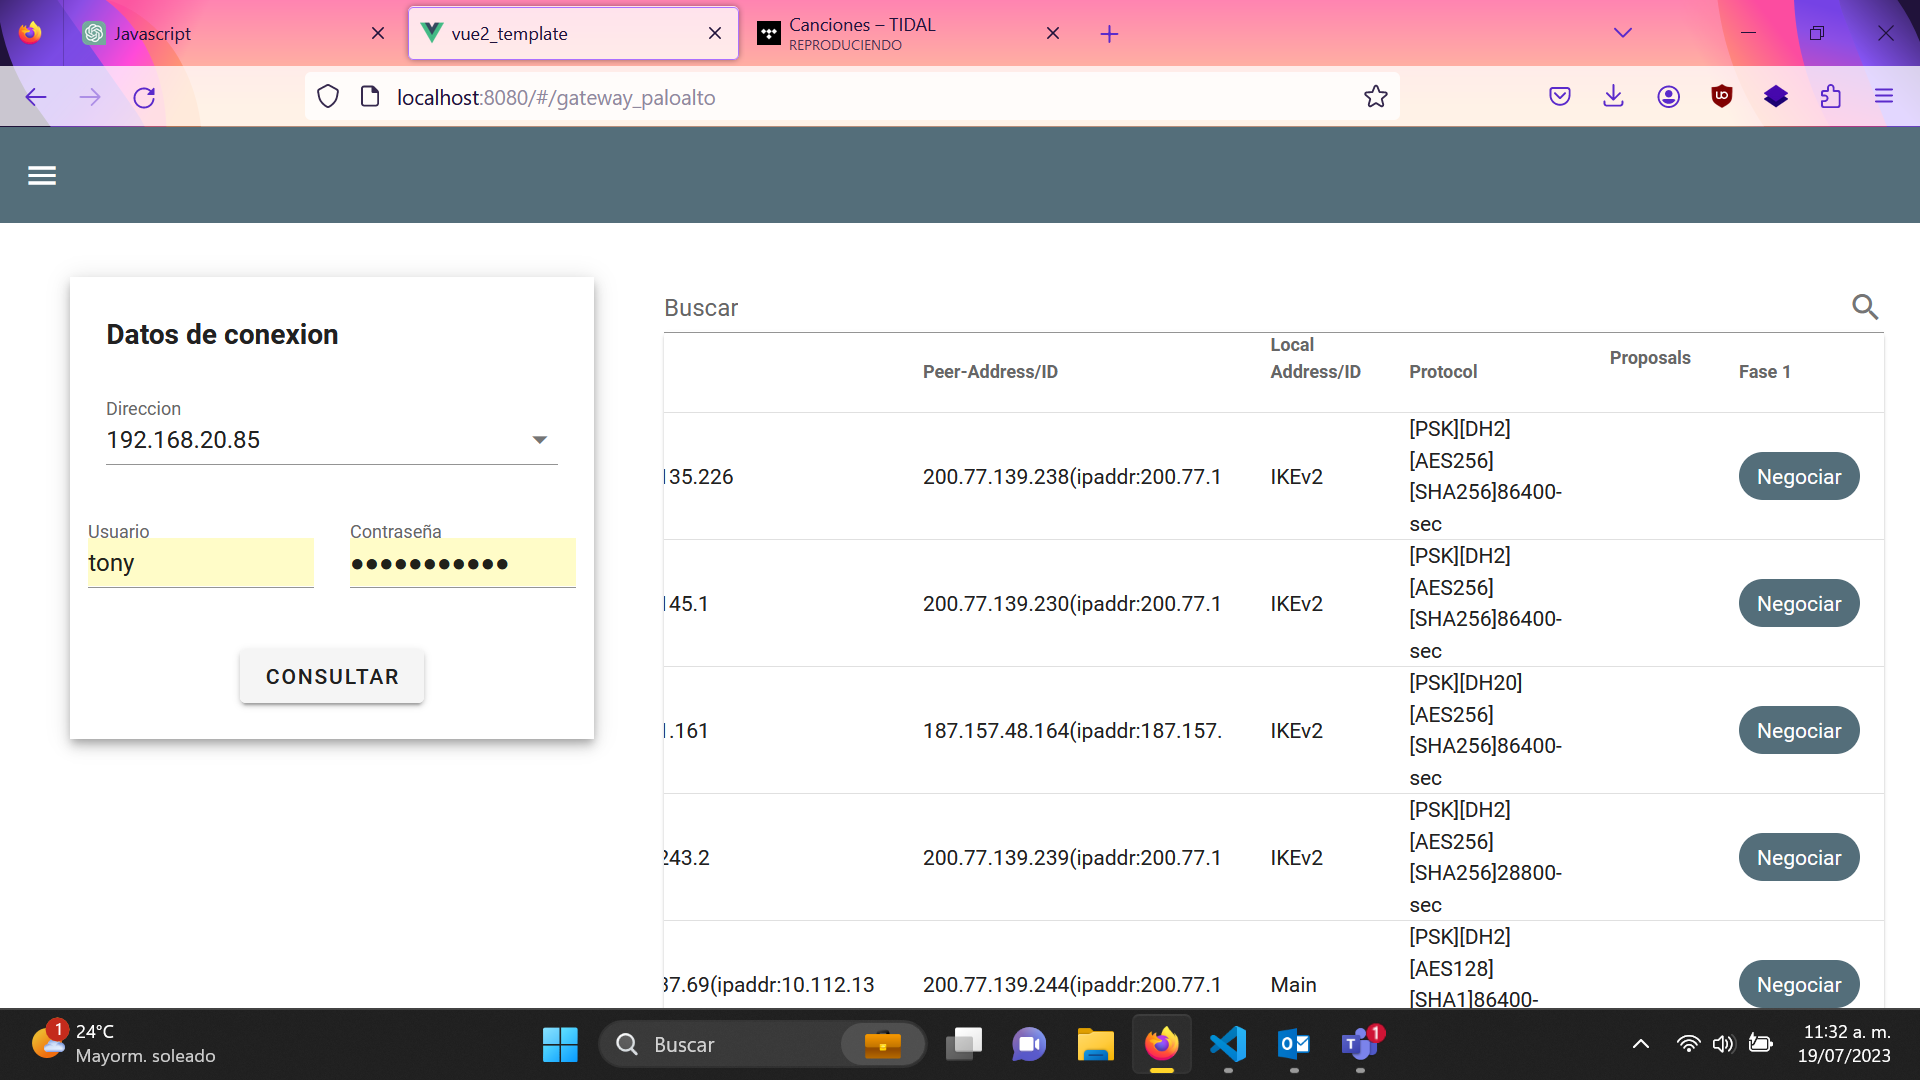 Javascript
vue2_template
Canciones – TIDAL
REPRODUCIENDO
localhost:8080/#/gateway_paloalto
Datos de conexion
Direccion
192.168.20.85
Usuario
tony
Contraseña
●●●●●●●●●●●
CONSULTAR
Buscar
Peer-Address/ID
Local
Address/ID
Protocol
Proposals
Fase 1
135.226
200.77.139.238(ipaddr:200.77.1
IKEv2
[PSK][DH2]
[AES256]
[SHA256]86400-
sec
Negociar
145.1
200.77.139.230(ipaddr:200.77.1
IKEv2
[PSK][DH2]
[AES256]
[SHA256]86400-
sec
Negociar
1.161
187.157.48.164(ipaddr:187.157.
IKEv2
[PSK][DH20]
[AES256]
[SHA256]86400-
sec
Negociar
243.2
200.77.139.239(ipaddr:200.77.1
IKEv2
[PSK][DH2]
[AES256]
[SHA256]28800-
sec
Negociar
37.69(ipaddr:10.112.13
200.77.139.244(ipaddr:200.77.1
Main
[PSK][DH2]
[AES128]
[SHA1]86400-
Negociar
1
24°C
Mayorm. soleado
Buscar
1
11:32 a. m.
19/07/2023